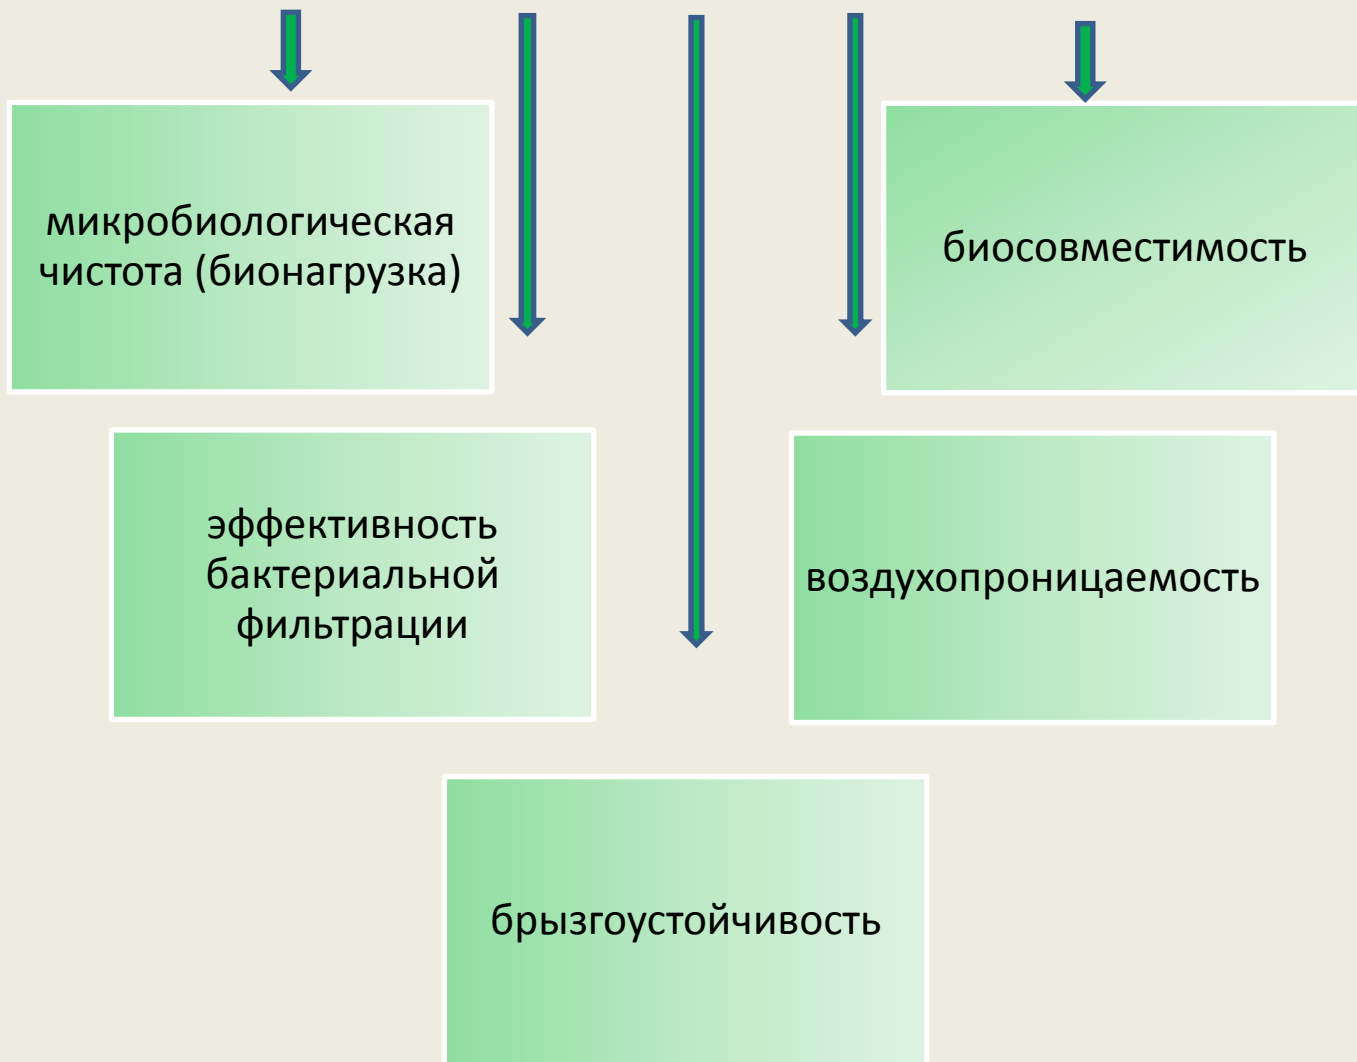 микробиологическая
чистота (бионагрузка)
биосовместимость
эффективность
бактериальной
фильтрации
воздухопроницаемость
брызгоустойчивость